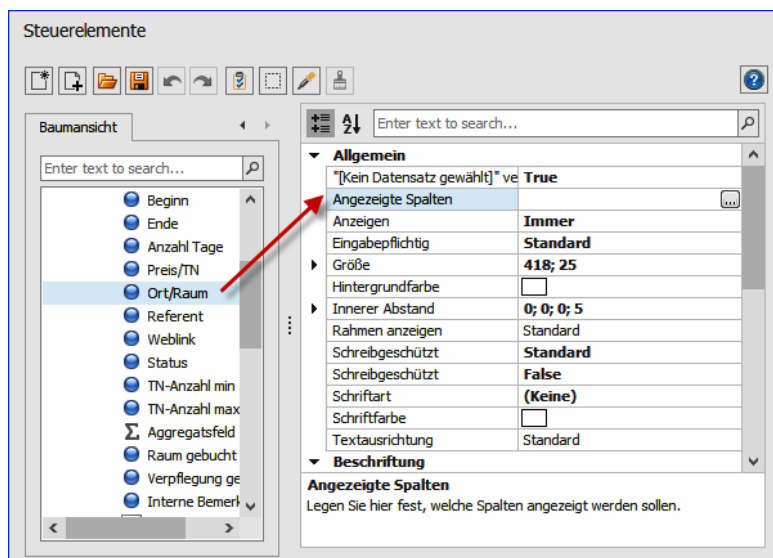 Steuerelemente
Baumansicht
Enter text to search...
Beginn
Ende
Anzahl Tage
Preis/TN
Ort/Raum
Referent
Weblink
Status
TN-Anzahl min
TN-Anzahl max
Σ Aggregatsfeld
Raum gebucht
Verpflegung ge
Interne Bemerk
Enter text to search...
Allgemein
"[Kein Datensatz gewählt]" ve True
Angezeigte Spalten ...
Anzeigen Immer
Eingabepflichtig Standard
Größe 418; 25
Hintergrundfarbe
Innerer Abstand 0; 0; 0; 5
Rahmen anzeigen Standard
Schreibgeschützt Standard
Schreibgeschützt False
Schriftart (Keine)
Schriftfarbe
Textausrichtung Standard
Beschriftung
Angezeigte Spalten
Legen Sie hier fest, welche Spalten angezeigt werden sollen.